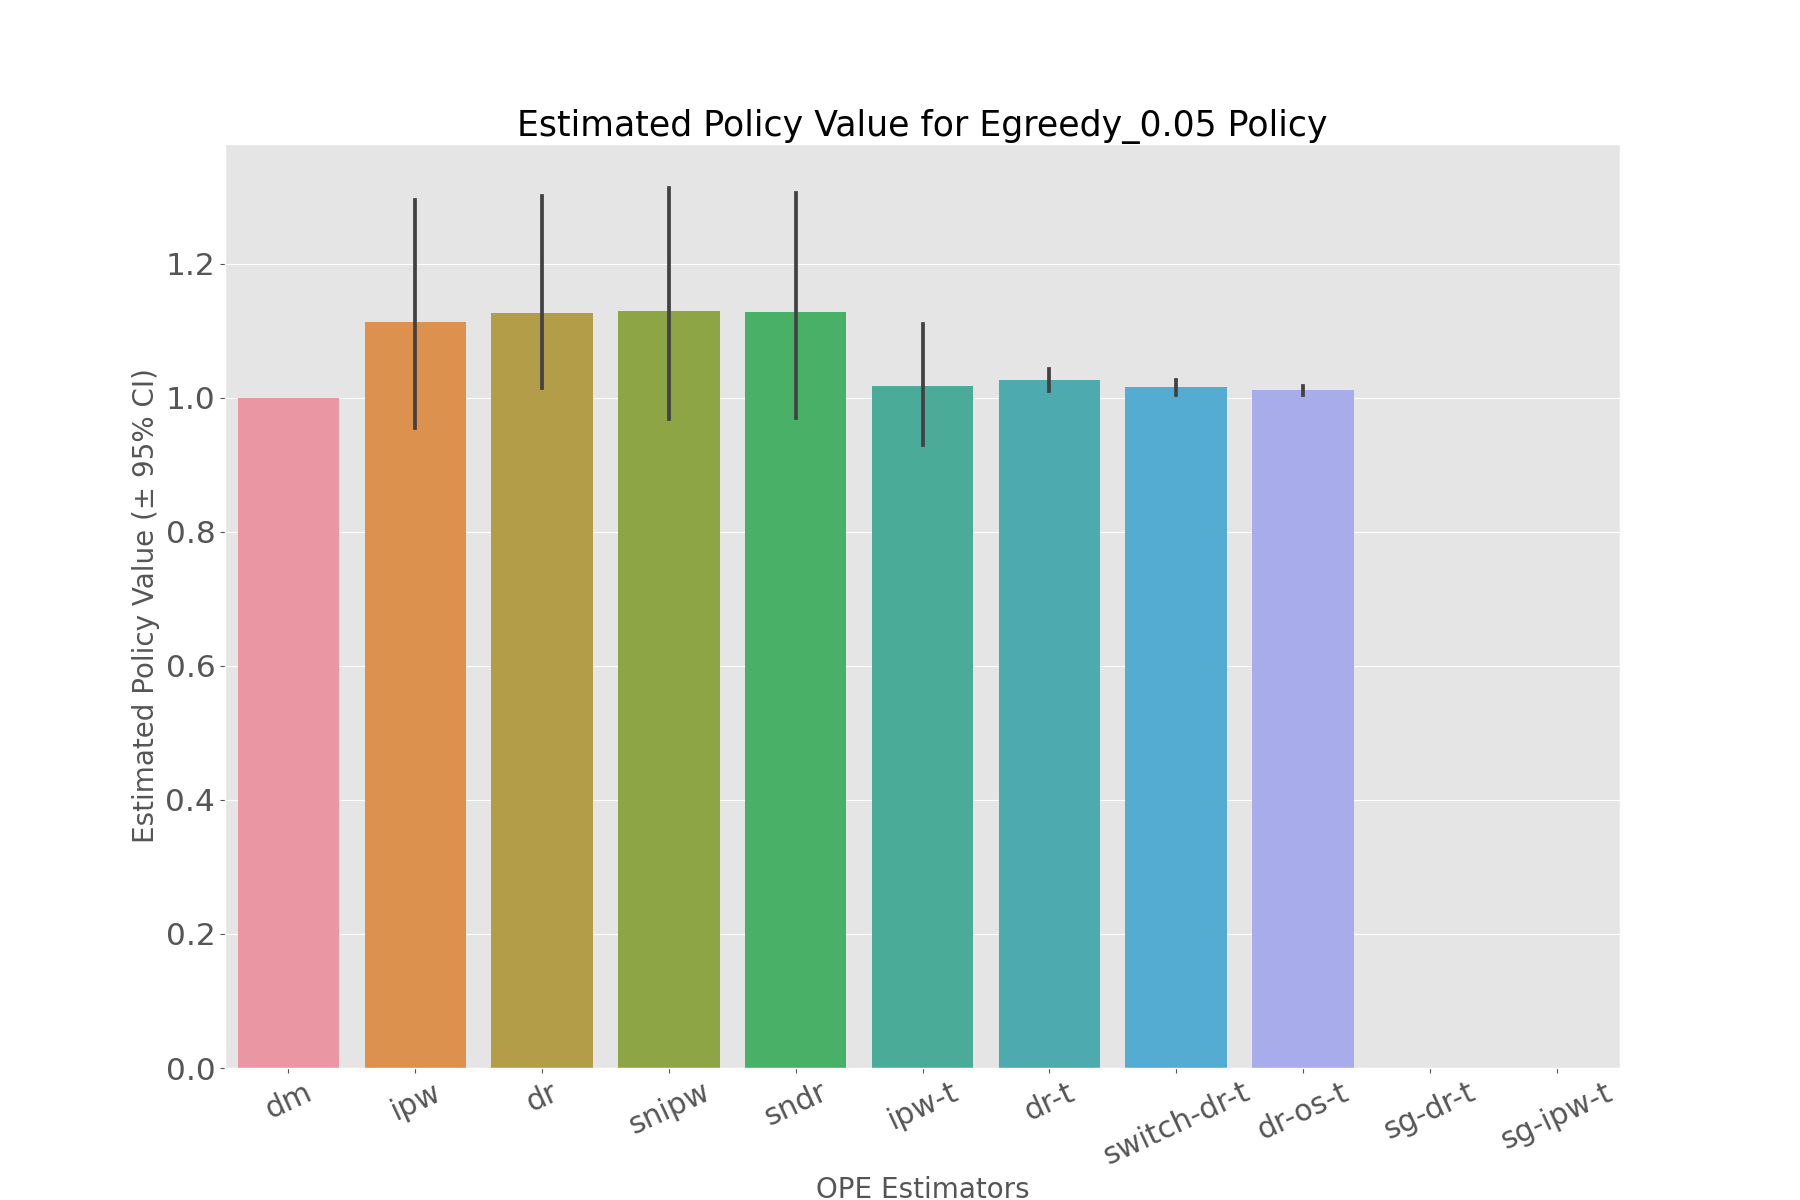 Estimated Policy Value for Egreedy_0.05 Policy
Estimated Policy Value (± 95% CI)
1.2
1.0
0.8
0.6
0.4
0.2
0.0
dm ipw dr snipw sndr ipw-t dr-t switch-dr-t dr-os-t sg-dr-t sg-ipw-t
OPE Estimators